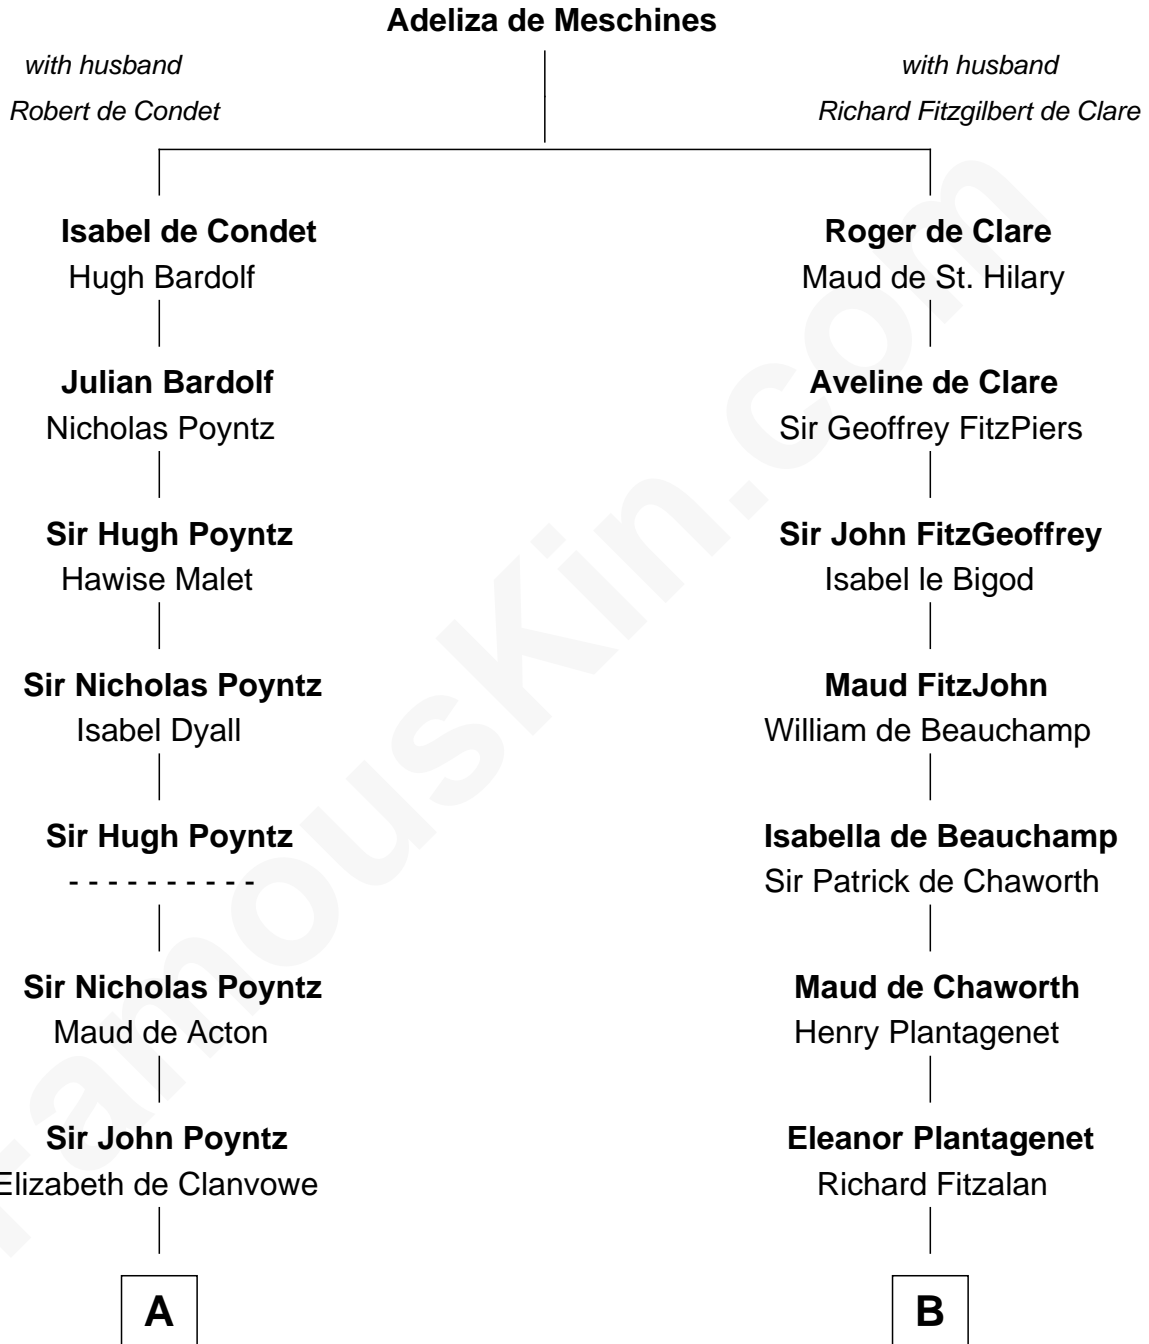 Adeliza de Meschines
with husband
Robert de Condet
with husband
Richard Fitzgilbert de Clare
Isabel de Condet
Hugh Bardolf
Roger de Clare
Maud de St. Hilary
Julian Bardolf
Nicholas Poyntz
Aveline de Clare
Sir Geoffrey FitzPiers
Sir Hugh Poyntz
Hawise Malet
Sir John FitzGeoffrey
Isabel le Bigod
Sir Nicholas Poyntz
Isabel Dyall
Maud FitzJohn
William de Beauchamp
Sir Hugh Poyntz
- - - - - - - - - -
Isabella de Beauchamp
Sir Patrick de Chaworth
Sir Nicholas Poyntz
Maud de Acton
Maud de Chaworth
Henry Plantagenet
Sir John Poyntz
Elizabeth de Clanvowe
Eleanor Plantagenet
Richard Fitzalan
A
B
FamousKin.com